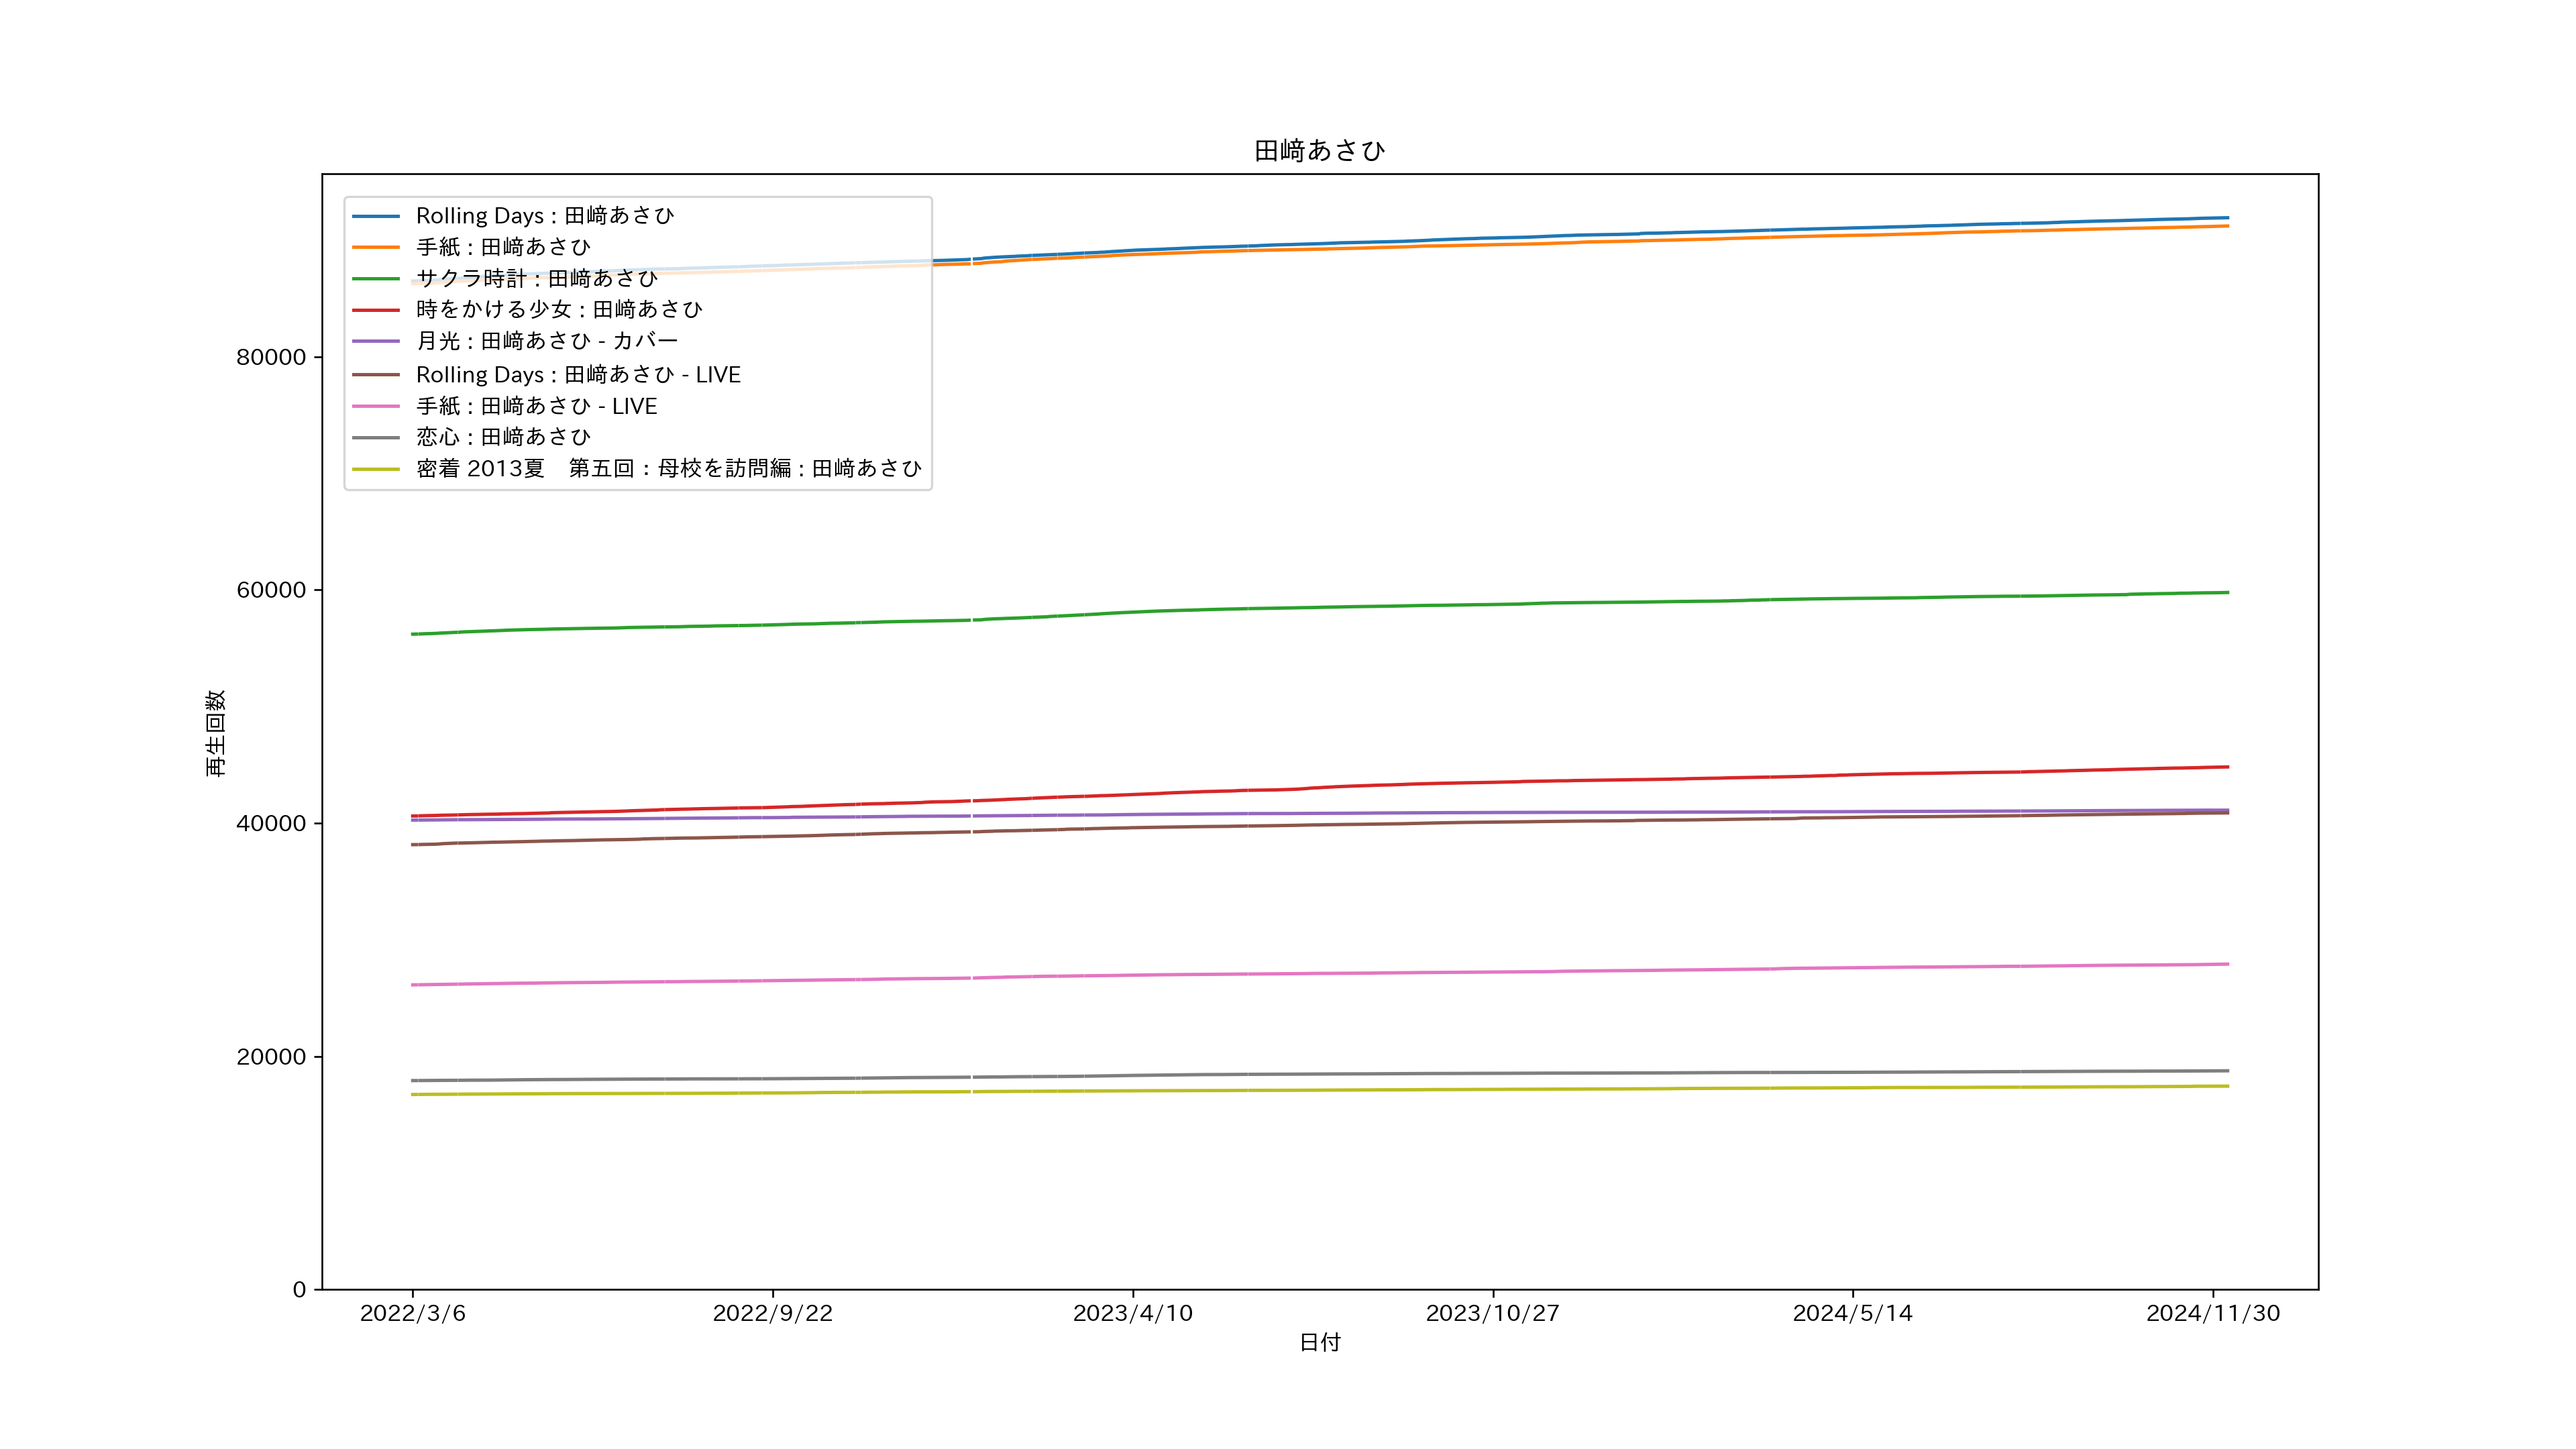 田﨑あさひ
Rolling Days : 田﨑あさひ
手紙 : 田﨑あさひ
サクラ時計 : 田﨑あさひ
時をかける少女 : 田﨑あさひ
月光 : 田﨑あさひ - カバー
Rolling Days : 田﨑あさひ - LIVE
手紙 : 田﨑あさひ - LIVE
恋心 : 田﨑あさひ
密着 2013夏　第五回：母校を訪問編 : 田﨑あさひ
再生回数
80000
60000
40000
20000
0
2022/3/6 2022/9/22 2023/4/10 2023/10/27 2024/5/14 2024/11/30
日付